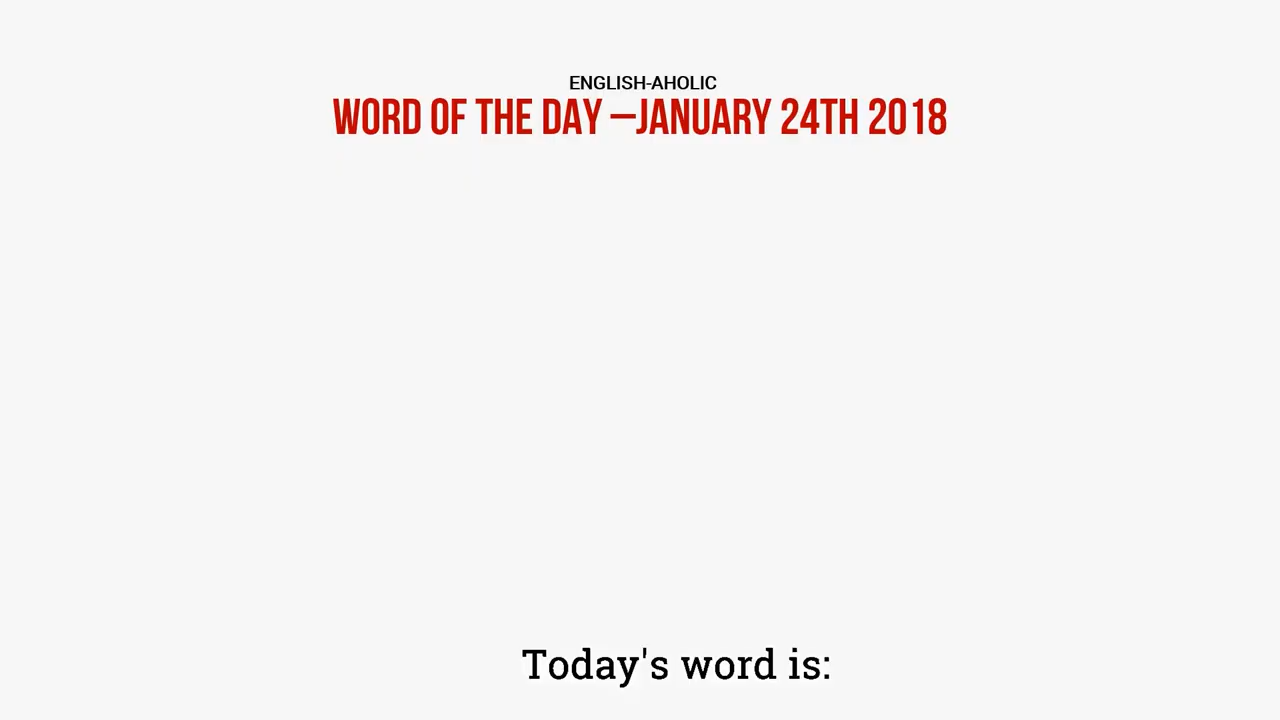 ENGLISH-AHOLIC
WORD OF THE DAY —JANUARY 24TH 2018
Today's word is: